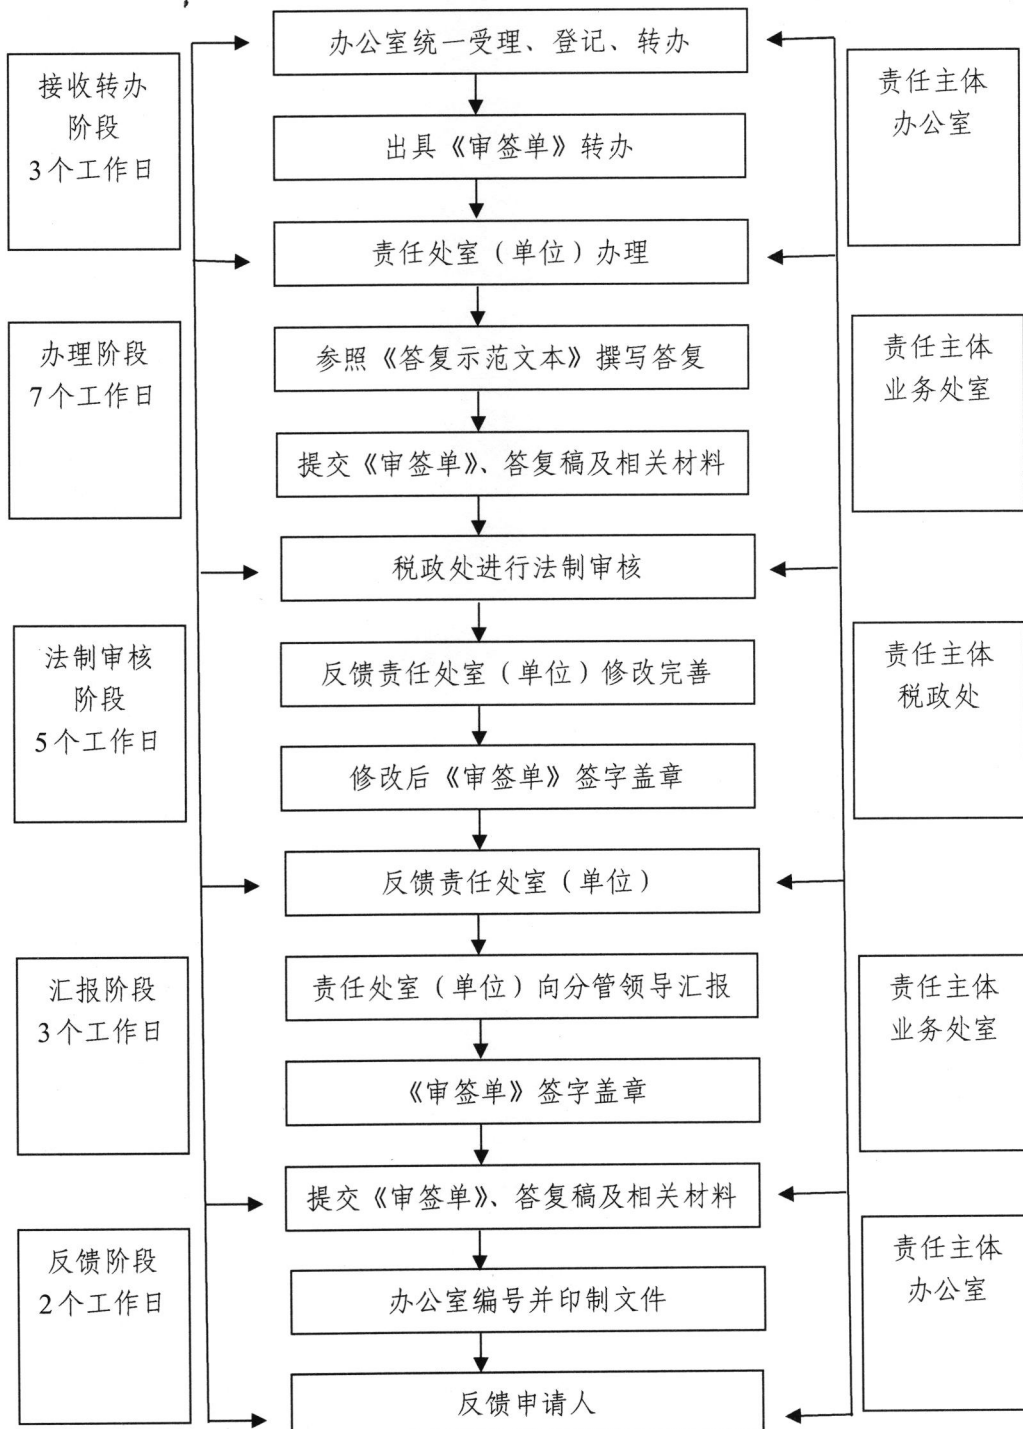 办公室统一受理、登记、转办
接收转办
阶段
3个工作日
责任主体
办公室
出具《审签单》转办
责任处室（单位）办理
办理阶段
7个工作日
参照《答复示范文本》撰写答复
责任主体
业务处室
提交《审签单》、答复稿及相关材料
税政处进行法制审核
法制审核
阶段
5个工作日
反馈责任处室（单位）修改完善
责任主体
税政处
修改后《审签单》签字盖章
反馈责任处室（单位）
汇报阶段
3个工作日
责任处室（单位）向分管领导汇报
责任主体
业务处室
《审签单》签字盖章
提交《审签单》、答复稿及相关材料
反馈阶段
2个工作日
责任主体
办公室
办公室编号并印制文件
反馈申请人